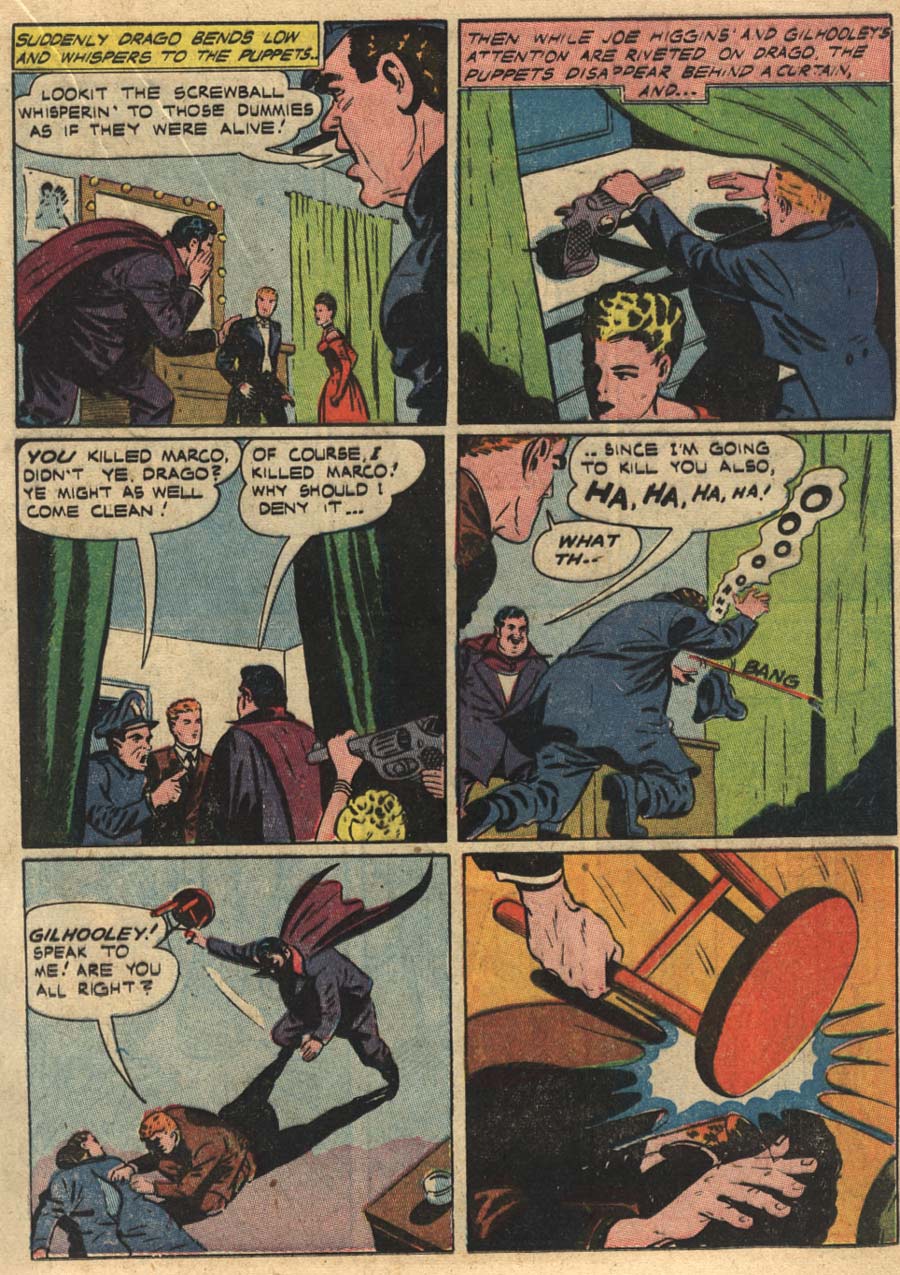 SUDDENLY DRAGO BENDS LOW
AND WHISPERS TO THE PUPPETS..
LOOKIT THE SCREWBALL
WHISPERIN' TO THOSE DUMMIES
AS IF THEY WERE ALIVE!
THEN WHILE JOE HIGGINS' AND GILHOOLEY'S
ATTENTION ARE RIVETED ON DRAGO, THE
PUPPETS DISAPPEAR BEHIND A CURTAIN,
AND...
YOU KILLED MARCO,
DIDN'T YE, DRAGO?
YE MIGHT AS WELL
COME CLEAN!
OF COURSE, I
KILLED MARCO!
WHY SHOULD I
DENY IT...
.. SINCE I'M GOING
TO KILL YOU ALSO,
HA, HA, HA, HA!
WHAT
TH...
BANG
GILHOOLEY!
SPEAK TO
ME! ARE YOU
ALL RIGHT?